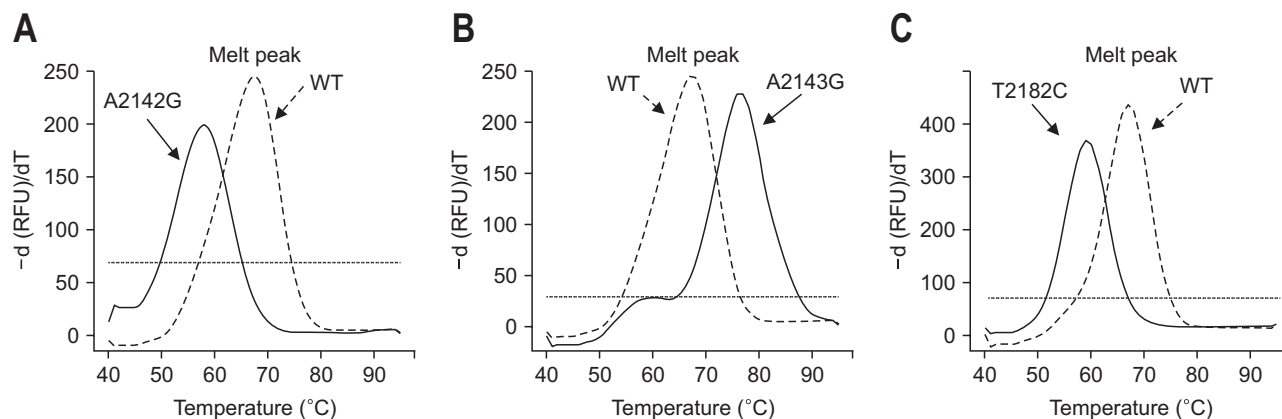 A
Melt peak
−d (RFU)/dT
250
200
150
100
50
0
A2142G
WT
40 50 60 70 80 90
Temperature (°C)
B
Melt peak
−d (RFU)/dT
250
200
150
100
50
0
WT
A2143G
40 50 60 70 80 90
Temperature (°C)
C
Melt peak
−d (RFU)/dT
400
300
200
100
0
T2182C
WT
40 50 60 70 80 90
Temperature (°C)